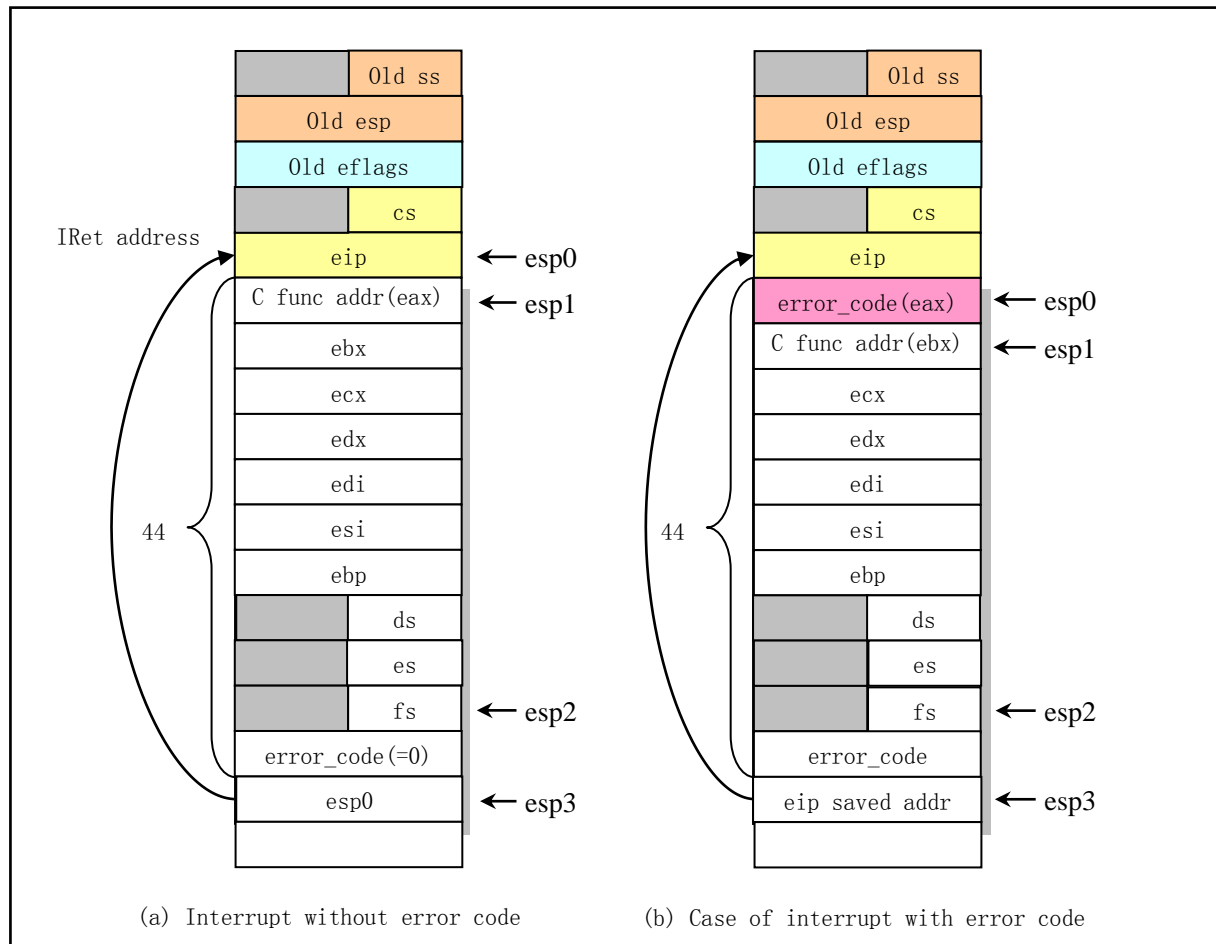 Old ss
Old esp
Old eflags
cs
IRet address
eip
esp0
C func addr(eax)
esp1
ebx
ecx
edx
edi
44
esi
ebp
ds
es
fs
esp2
error_code(=0)
esp0
esp3
(a) Interrupt without error code
Old ss
Old esp
Old eflags
cs
eip
error_code(eax)
esp0
C func addr(ebx)
esp1
ecx
edx
edi
44
esi
ebp
ds
es
fs
esp2
error_code
eip saved addr
esp3
(b) Case of interrupt with error code